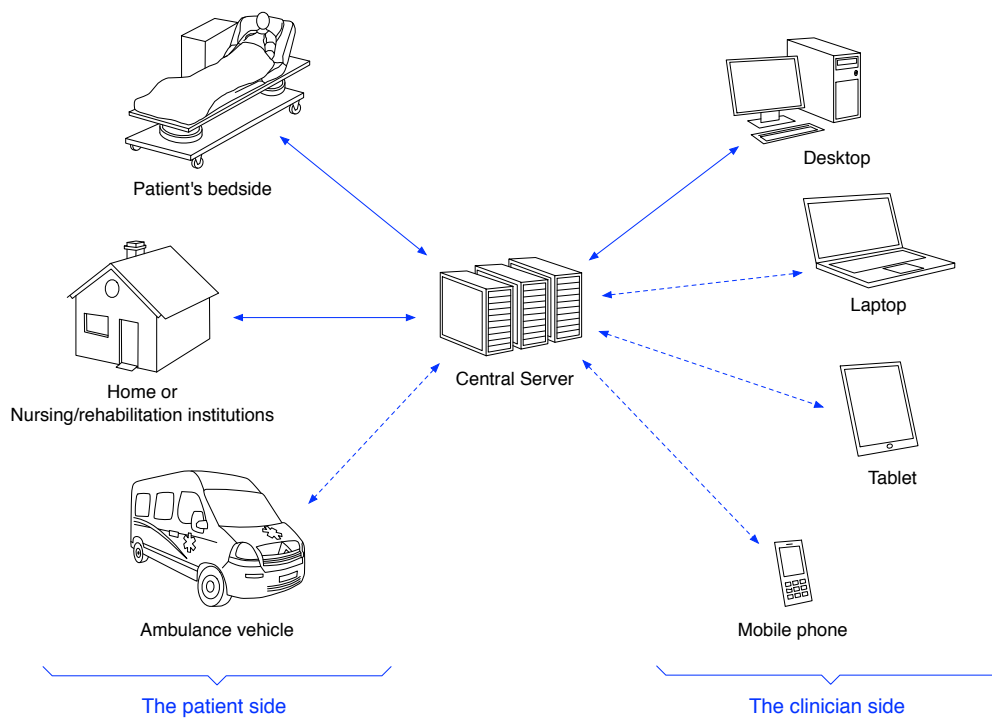 Patient's bedside
Desktop
Laptop
Home or
Nursing/rehabilitation institutions
Central Server
Tablet
Ambulance vehicle
Mobile phone
The patient side
The clinician side